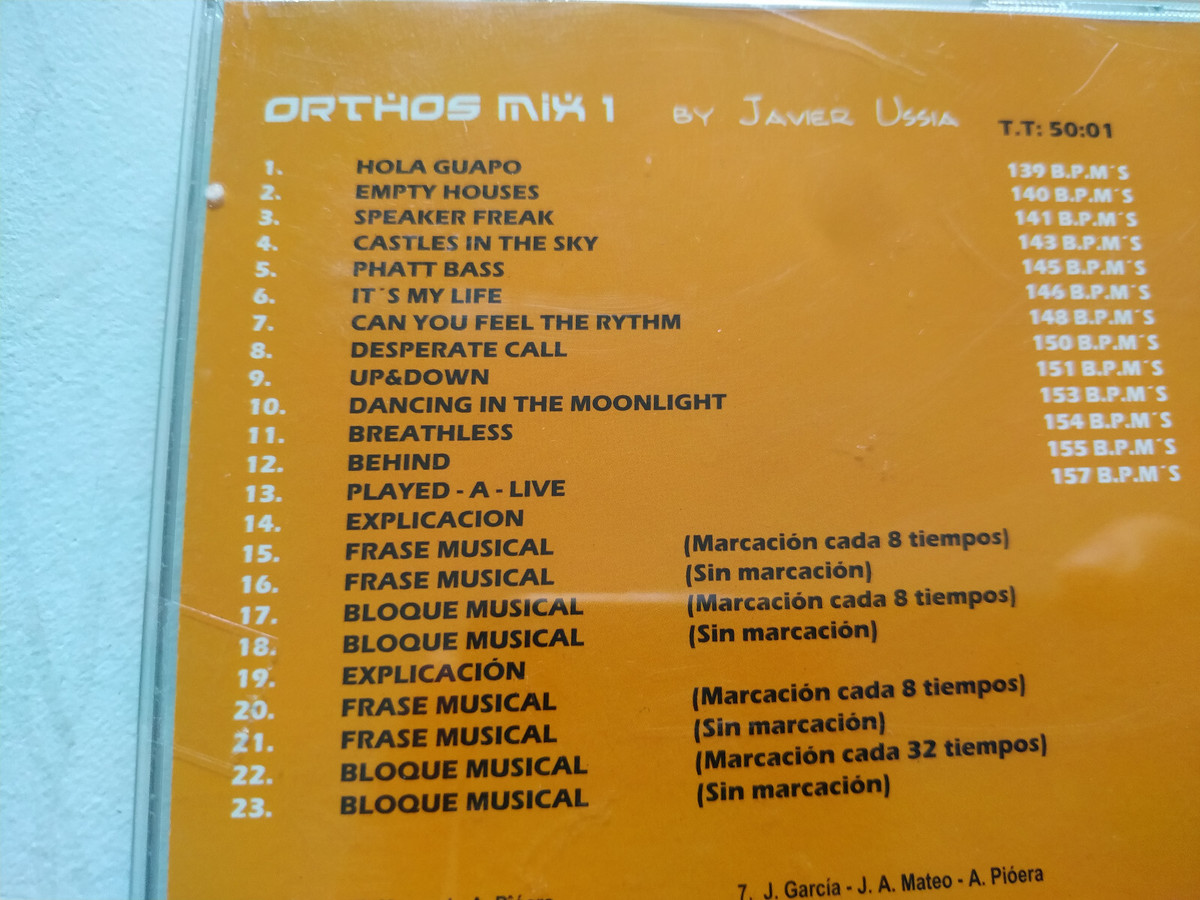 ORTHOS MIX 1 BY JAVIER USSIA T.T: 50:01
1. HOLA GUAPO 139 B.P.M´S
2. EMPTY HOUSES 140 B.P.M´S
3. SPEAKER FREAK 141 B.P.M´S
4. CASTLES IN THE SKY 143 B.P.M´S
5. PHATT BASS 145 B.P.M´S
6. IT´S MY LIFE 146 B.P.M´S
7. CAN YOU FEEL THE RYTHM 148 B.P.M´S
8. DESPERATE CALL 150 B.P.M´S
9. UP&DOWN 151 B.P.M´S
10. DANCING IN THE MOONLIGHT 153 B.P.M´S
11. BREATHLESS 154 B.P.M´S
12. BEHIND 155 B.P.M´S
13. PLAYED - A - LIVE 157 B.P.M´S
14. EXPLICACION
15. FRASE MUSICAL (Marcación cada 8 tiempos)
16. FRASE MUSICAL (Sin marcación)
17. BLOQUE MUSICAL (Marcación cada 8 tiempos)
18. BLOQUE MUSICAL (Sin marcación)
19. EXPLICACIÓN
20. FRASE MUSICAL (Marcación cada 8 tiempos)
21. FRASE MUSICAL (Sin marcación)
22. BLOQUE MUSICAL (Marcación cada 32 tiempos)
23. BLOQUE MUSICAL (Sin marcación)
7. J. García - J. A. Mateo - A. Pióera